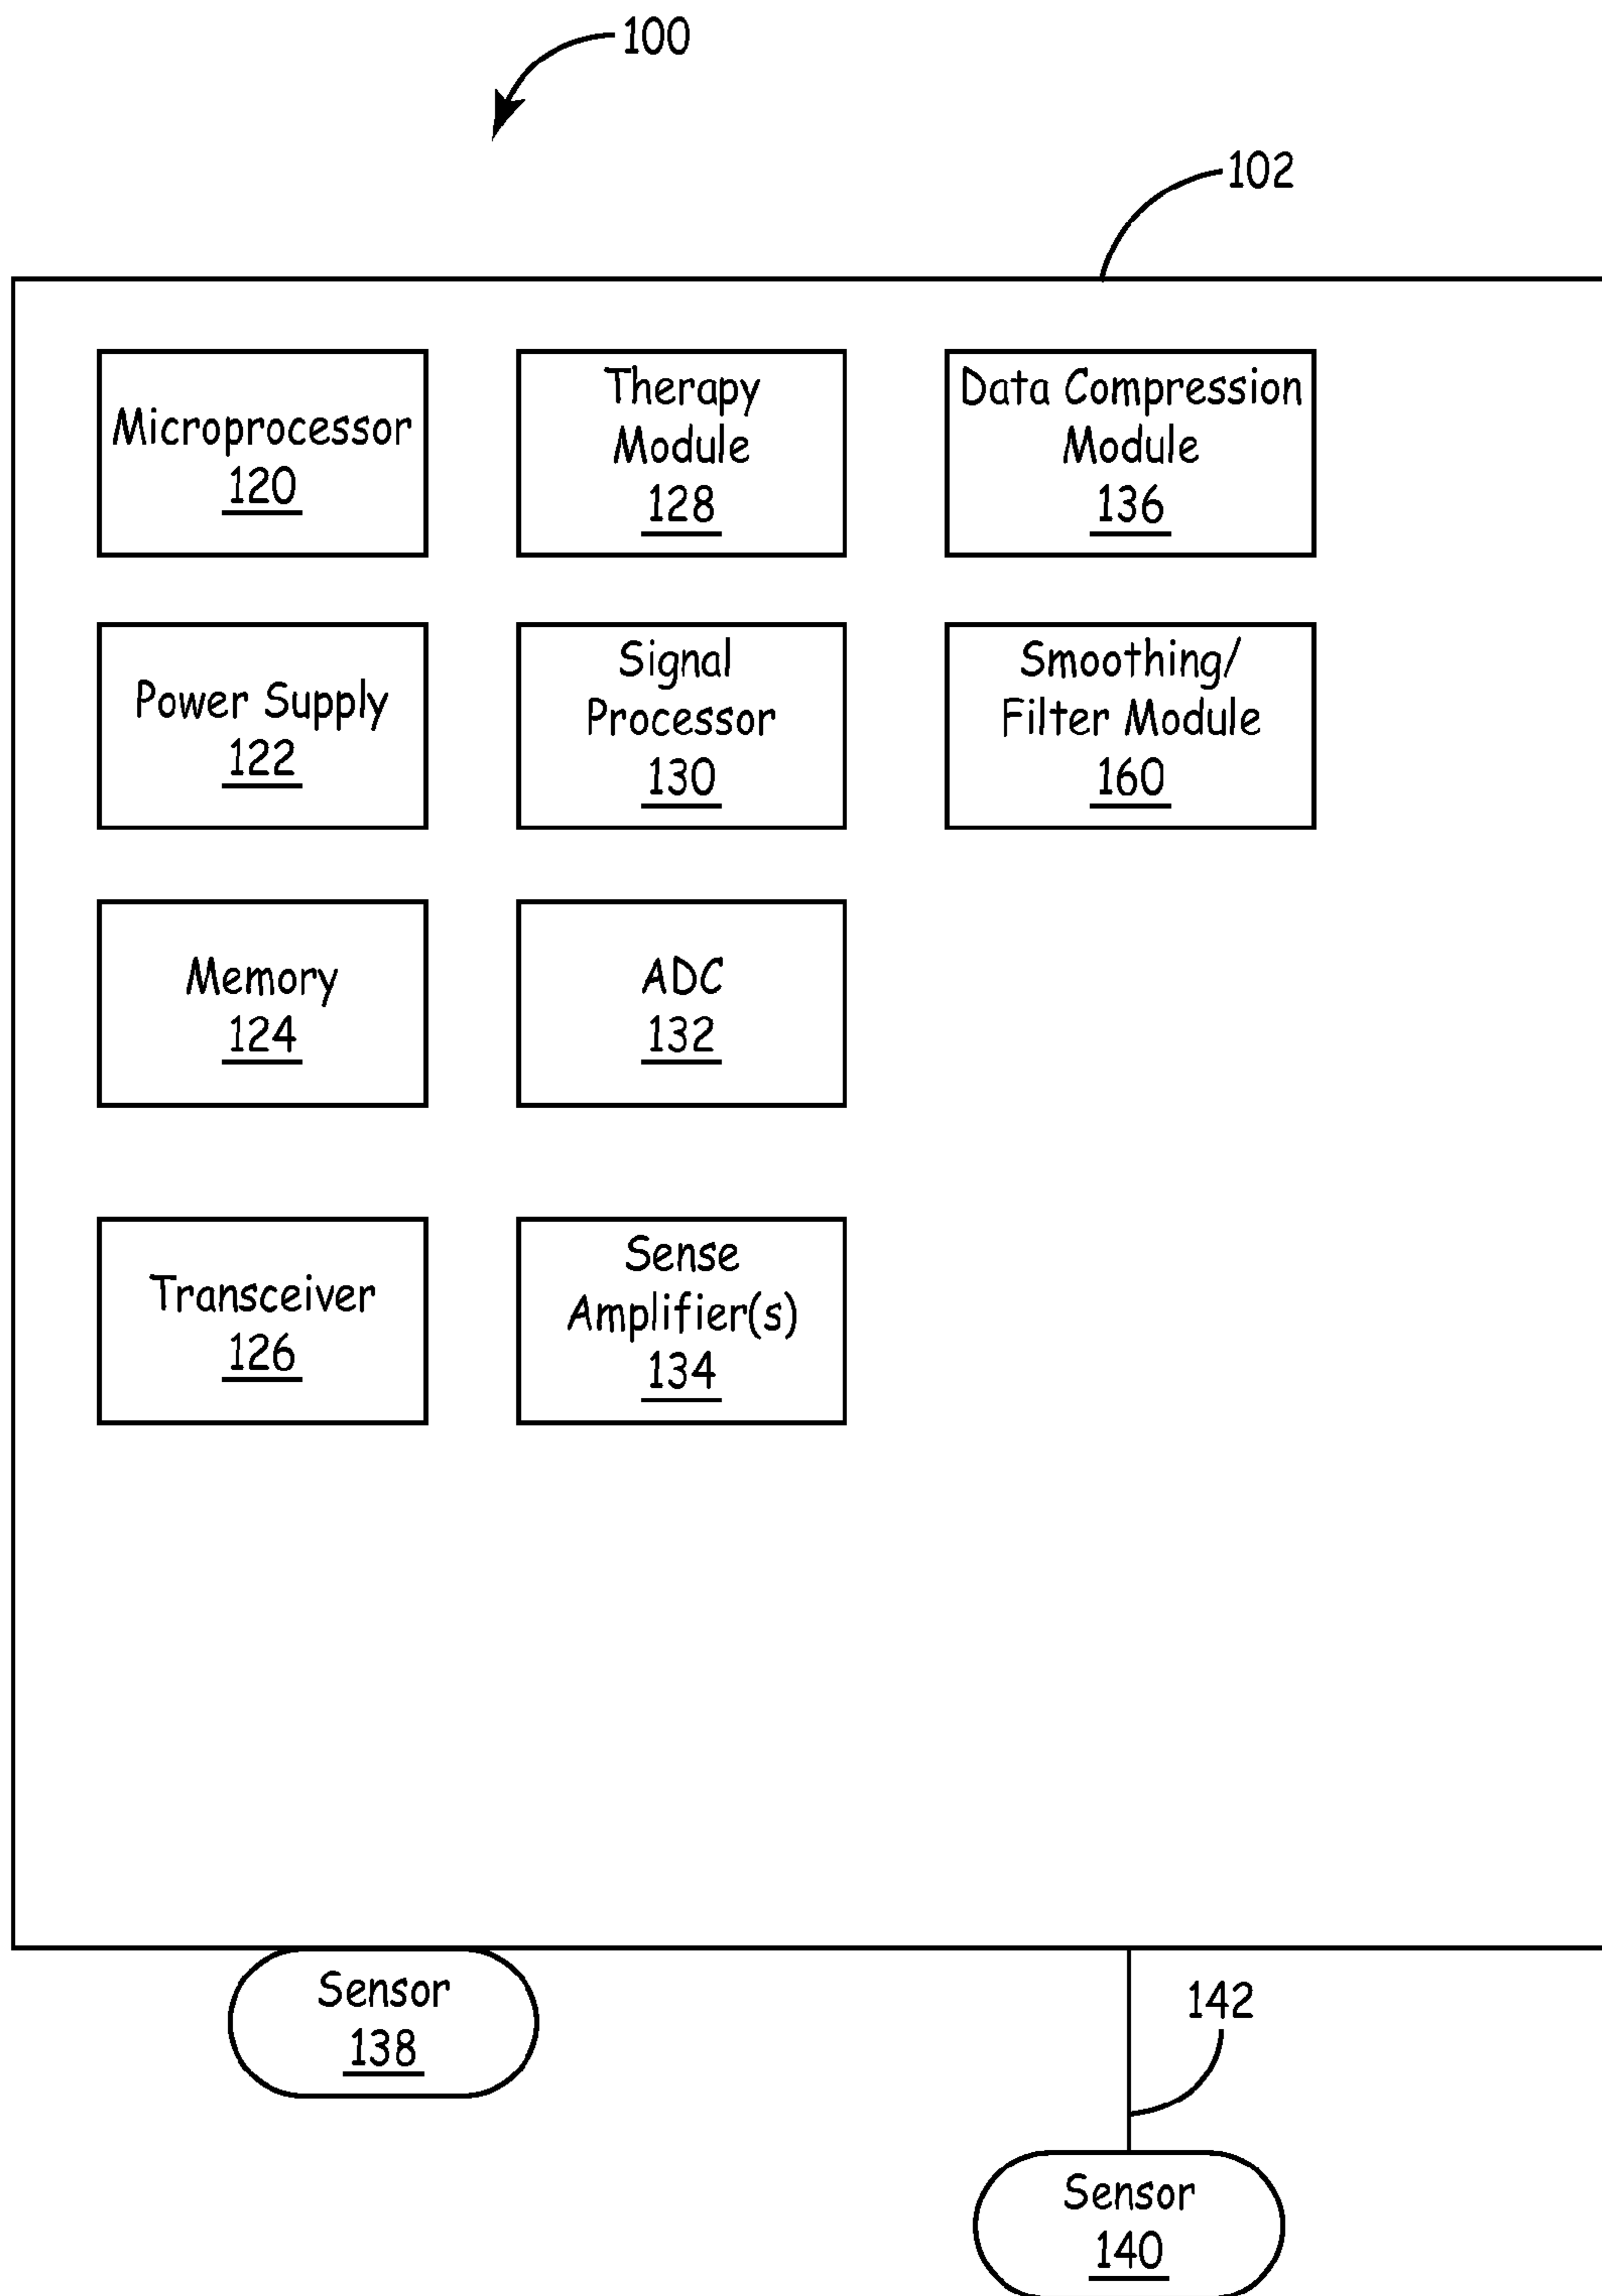 100
102
Microprocessor
120
Therapy
Module
128
Data Compression
Module
136
Power Supply
122
Signal
Processor
130
Smoothing/
Filter Module
160
Memory
124
ADC
132
Transceiver
126
Sense
Amplifier(s)
134
Sensor
138
142
Sensor
140